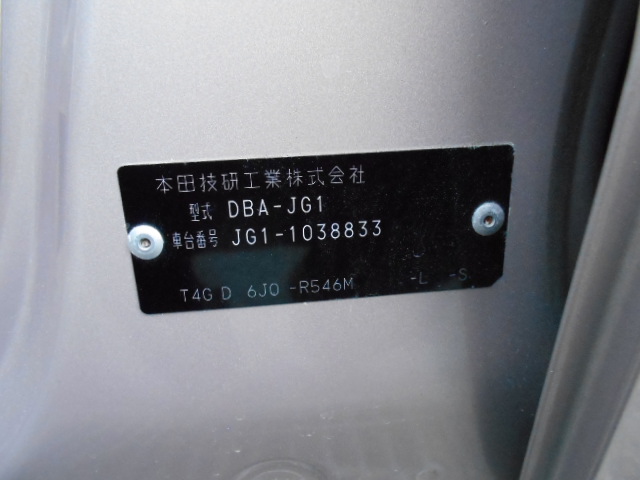 本田技研工業株式会社
型式 DBA-JG1
車台番号 JG1-1038833
T4G D 6J0 -R546M -L -S